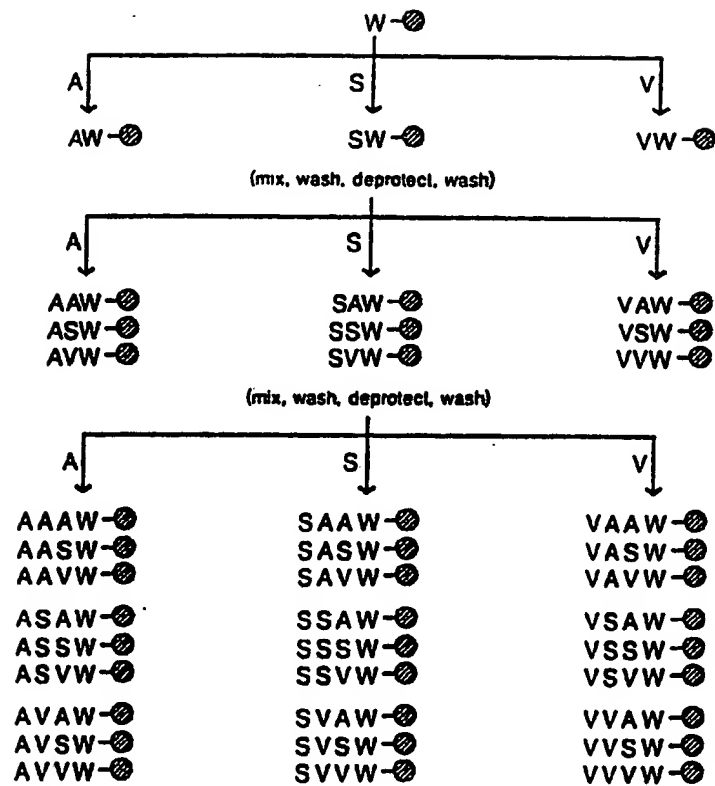 W-
A S V
AW- SW- VW-
(mix, wash, deprotect, wash)
A S V
AAW- SAW- VAW-
ASW- SSW- VSW-
AVW- SVW- VVW-
(mix, wash, deprotect, wash)
A S V
AAAW- SAAW- VAAW-
AASW- SASW- VASW-
AAVW- SAVW- VAVW-
ASAW- SSAW- VSAW-
ASSW- SSSW- VSSW-
ASVW- SSVW- VSVW-
AVAW- SVAW- VVAW-
AVSW- SVSW- VVSW-
AVVW- SVVW- VVVW-